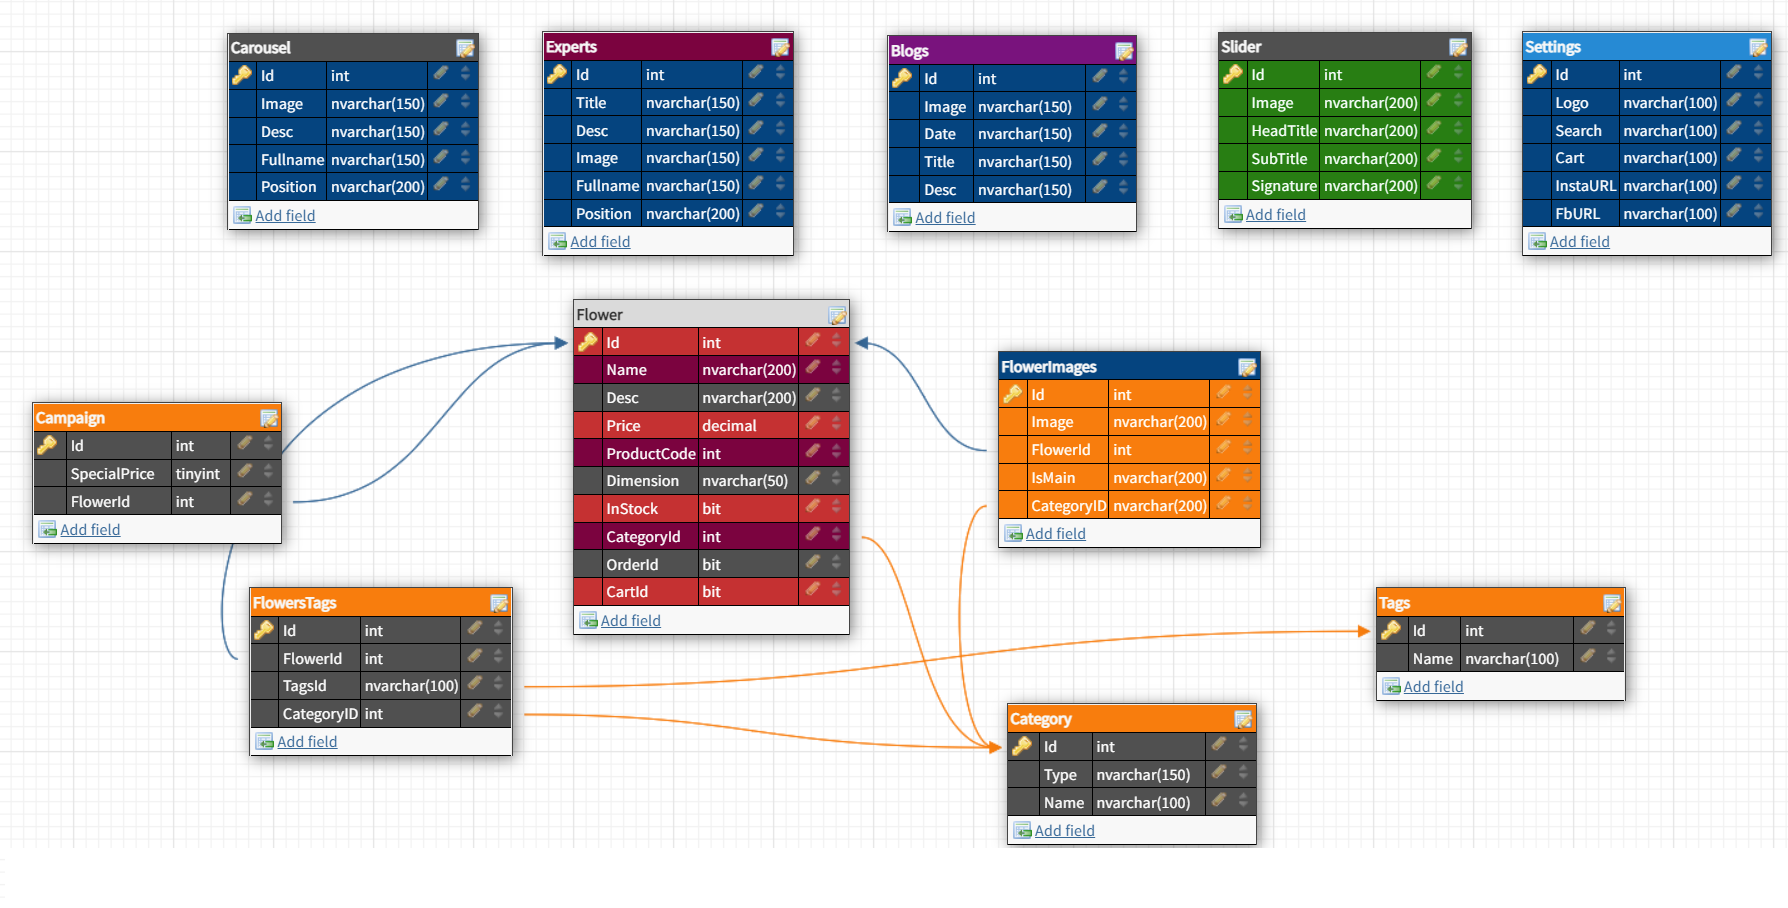 Carousel
Id int
Image nvarchar(150)
Desc nvarchar(150)
Fullname nvarchar(150)
Position nvarchar(200)
Add field
Experts
Id int
Title nvarchar(150)
Desc nvarchar(150)
Image nvarchar(150)
Fullname nvarchar(150)
Position nvarchar(200)
Add field
Blogs
Id int
Image nvarchar(150)
Date nvarchar(150)
Title nvarchar(150)
Desc nvarchar(150)
Add field
Slider
Id int
Image nvarchar(200)
HeadTitle nvarchar(200)
SubTitle nvarchar(200)
Signature nvarchar(200)
Add field
Settings
Id int
Logo nvarchar(100)
Search nvarchar(100)
Cart nvarchar(100)
InstaURL nvarchar(100)
FbURL nvarchar(100)
Add field
Flower
Id int
Name nvarchar(200)
Desc nvarchar(200)
Price decimal
ProductCode int
Dimension nvarchar(50)
InStock bit
CategoryId int
OrderId bit
CartId bit
Add field
FlowerImages
Id int
Image nvarchar(200)
FlowerId int
IsMain nvarchar(200)
CategoryID nvarchar(200)
Add field
Campaign
Id int
SpecialPrice tinyint
FlowerId int
Add field
FlowersTags
Id int
FlowerId int
TagsId nvarchar(100)
CategoryID int
Add field
Tags
Id int
Name nvarchar(100)
Add field
Category
Id int
Type nvarchar(150)
Name nvarchar(100)
Add field